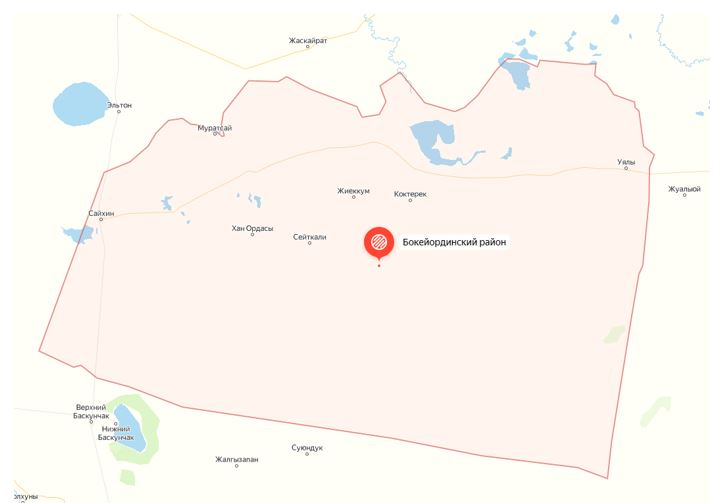 Жаскайрат
Эльтон
Муратсай
Уялы
Жуалыой
Жиеккум
Коктерек
Сайхин
Хан Ордасы
Сейткали
Бокейординский район
Верхний
Баскунчак
Нижний
Баскунчак
Суюндук
Жалгызапан
олхуны